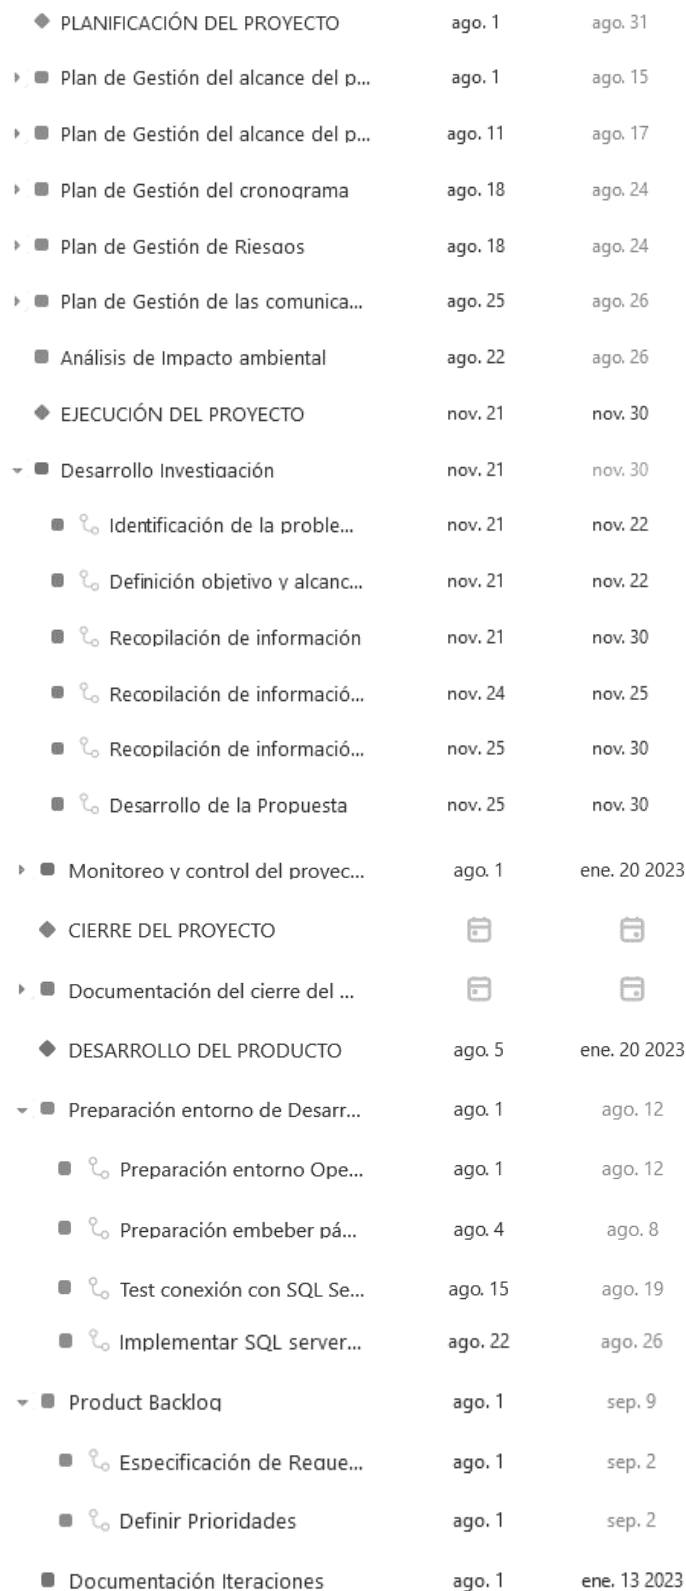 PLANIFICACIÓN DEL PROYECTO ago. 1 ago. 31
Plan de Gestión del alcance del p... ago. 1 ago. 15
Plan de Gestión del alcance del p... ago. 11 ago. 17
Plan de Gestión del cronograma ago. 18 ago. 24
Plan de Gestión de Riesgos ago. 18 ago. 24
Plan de Gestión de las comunica... ago. 25 ago. 26
Análisis de Impacto ambiental ago. 22 ago. 26
EJECUCIÓN DEL PROYECTO nov. 21 nov. 30
Desarrollo Investigación nov. 21 nov. 30
Identificación de la proble... nov. 21 nov. 22
Definición objetivo y alcanc... nov. 21 nov. 22
Recopilación de información nov. 21 nov. 30
Recopilación de informació... nov. 24 nov. 25
Recopilación de informació... nov. 25 nov. 30
Desarrollo de la Propuesta nov. 25 nov. 30
Monitoreo y control del proyec... ago. 1 ene. 20 2023
CIERRE DEL PROYECTO
Documentación del cierre del ...
DESARROLLO DEL PRODUCTO ago. 5 ene. 20 2023
Preparación entorno de Desarr... ago. 1 ago. 12
Preparación entorno Ope... ago. 1 ago. 12
Preparación embeber pá... ago. 4 ago. 8
Test conexión con SQL Se... ago. 15 ago. 19
Implementar SQL server... ago. 22 ago. 26
Product Backlog ago. 1 sep. 9
Especificación de Reque... ago. 1 sep. 2
Definir Prioridades ago. 1 sep. 2
Documentación Iteraciones ago. 1 ene. 13 2023